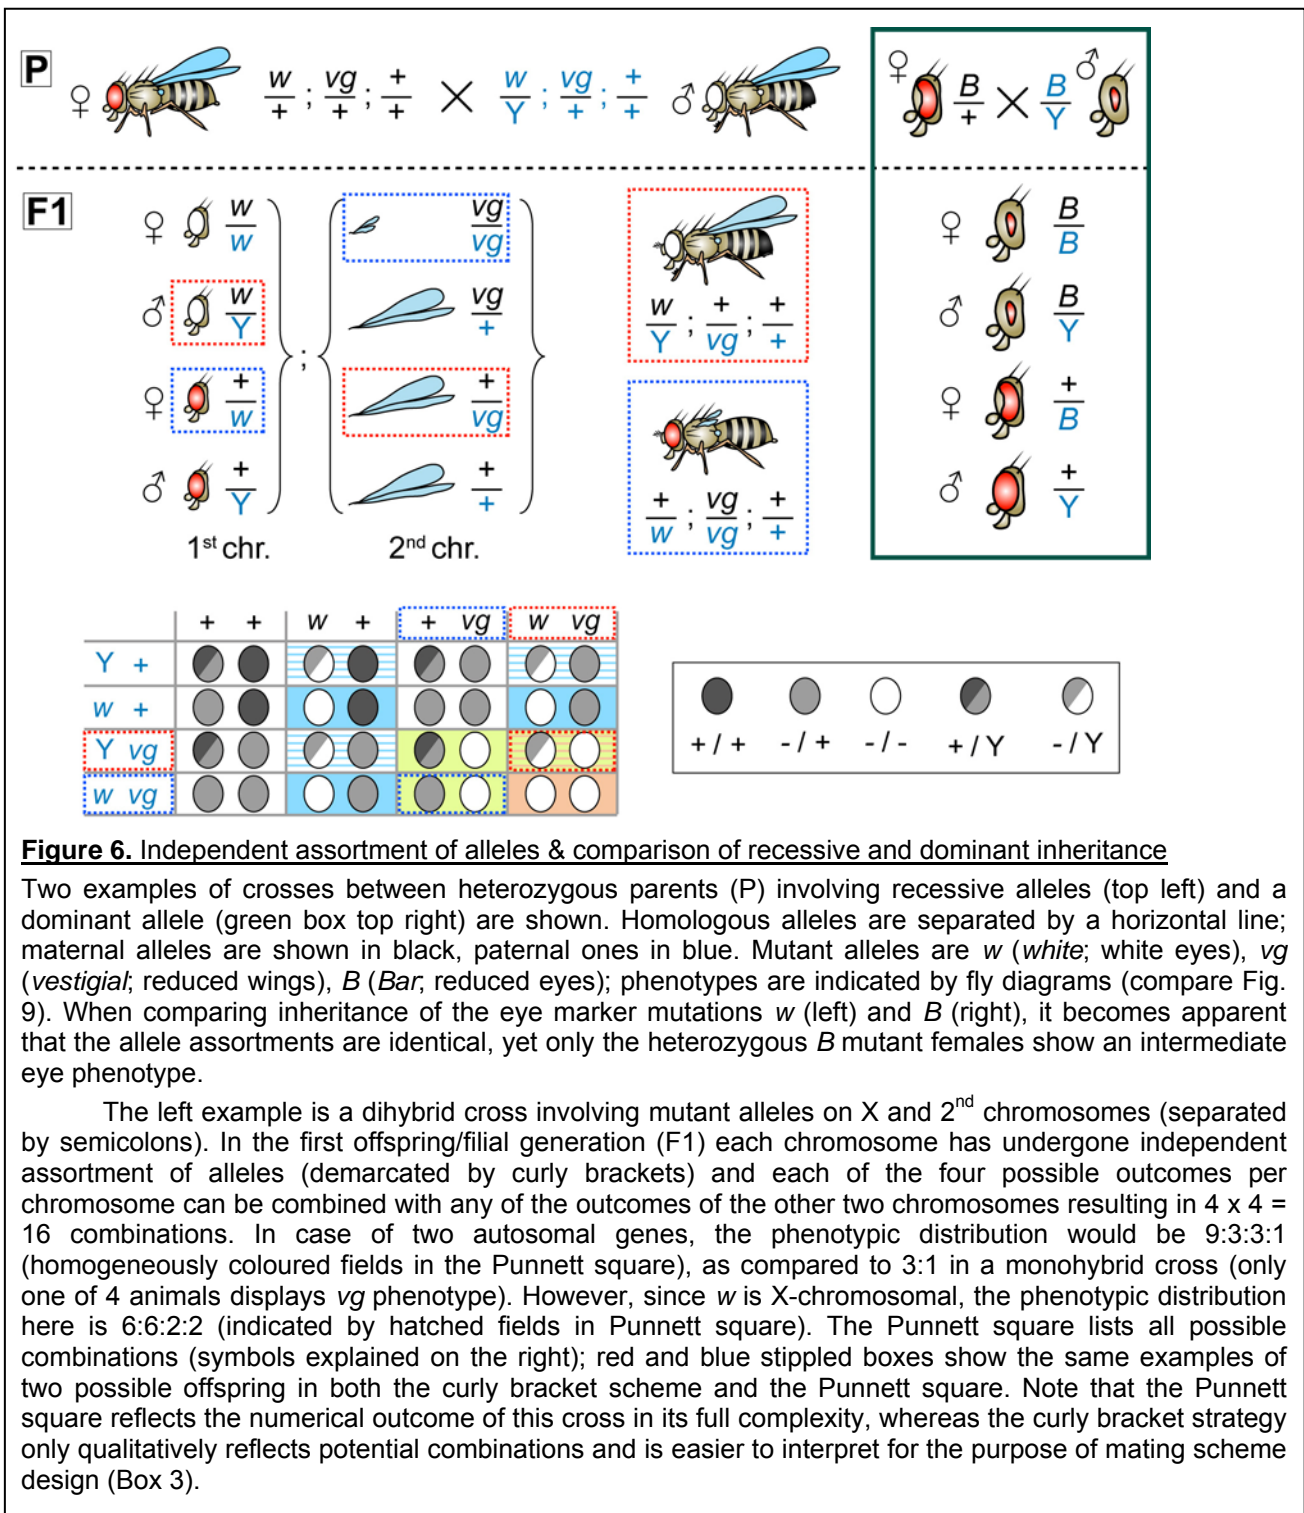 P
♀ w/+ ; vg/+ ; +/+ × w/Y ; vg/+ ; +/+ ♂
♀ B/+ × B/Y ♂
F1
♀ w/w
♂ w/Y
♀ +/w
♂ +/Y
1st chr.
;
vg/vg
vg/+
+/vg
+/+
2nd chr.
w/Y ; +/vg ; +/+
+/w ; vg/vg ; +/+
♀ B/B
♂ B/Y
♀ +/B
♂ +/Y
+ + w + + vg w vg
Y +
w +
Y vg
w vg
+ / + - / + - / - + / Y - / Y
Figure 6. Independent assortment of alleles & comparison of recessive and dominant inheritance
Two examples of crosses between heterozygous parents (P) involving recessive alleles (top left) and a
dominant allele (green box top right) are shown. Homologous alleles are separated by a horizontal line;
maternal alleles are shown in black, paternal ones in blue. Mutant alleles are w (white; white eyes), vg
(vestigial; reduced wings), B (Bar; reduced eyes); phenotypes are indicated by fly diagrams (compare Fig.
9). When comparing inheritance of the eye marker mutations w (left) and B (right), it becomes apparent
that the allele assortments are identical, yet only the heterozygous B mutant females show an intermediate
eye phenotype.
The left example is a dihybrid cross involving mutant alleles on X and 2nd chromosomes (separated
by semicolons). In the first offspring/filial generation (F1) each chromosome has undergone independent
assortment of alleles (demarcated by curly brackets) and each of the four possible outcomes per
chromosome can be combined with any of the outcomes of the other two chromosomes resulting in 4 x 4 =
16 combinations. In case of two autosomal genes, the phenotypic distribution would be 9:3:3:1
(homogeneously coloured fields in the Punnett square), as compared to 3:1 in a monohybrid cross (only
one of 4 animals displays vg phenotype). However, since w is X-chromosomal, the phenotypic distribution
here is 6:6:2:2 (indicated by hatched fields in Punnett square). The Punnett square lists all possible
combinations (symbols explained on the right); red and blue stippled boxes show the same examples of
two possible offspring in both the curly bracket scheme and the Punnett square. Note that the Punnett
square reflects the numerical outcome of this cross in its full complexity, whereas the curly bracket strategy
only qualitatively reflects potential combinations and is easier to interpret for the purpose of mating scheme
design (Box 3).